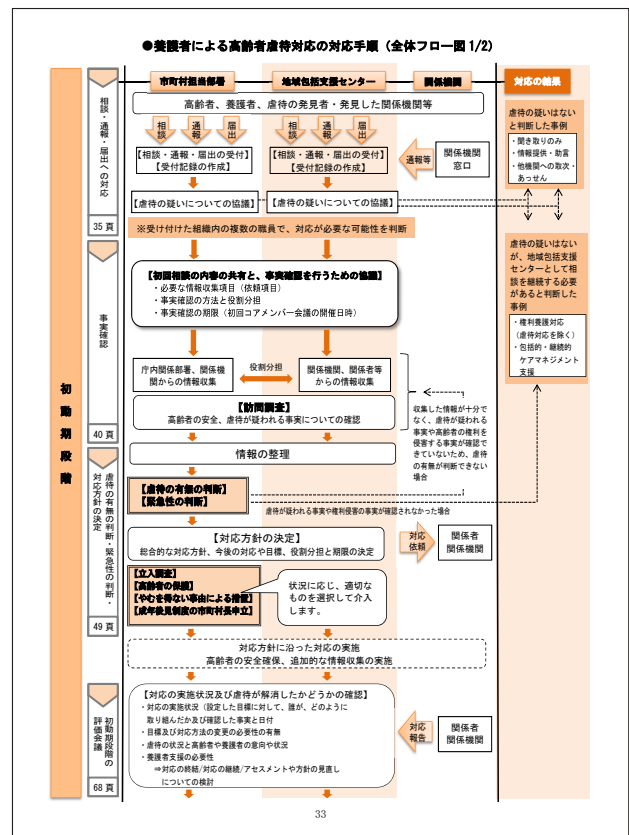 ●養護者による高齢者虐待対応の対応手順（全体フロー図 1/2）
市町村担当部署
地域包括支援センター
関係機関
対応の結果
初動期段階
相談・通報・届出への対応
35 頁
高齢者、養護者、虐待の発見者・発見した関係機関等
相談
通報
届出
相談
通報
届出
【相談・通報・届出の受付】
【受付記録の作成】
【相談・通報・届出の受付】
【受付記録の作成】
通報等
関係機関
窓口
【虐待の疑いについての協議】
【虐待の疑いについての協議】
※受け付けた組織内の複数の職員で、対応が必要な可能性を判断
虐待の疑いはない
と判断した事例
・聞き取りのみ
・情報提供・助言
・他機関への取次・
あっせん
虐待の疑いはない
が、地域包括支援
センターとして相
談を継続する必要
があると判断した
事例
・権利擁護対応
（虐待対応を除く）
・包括的・継続的
ケアマネジメント
支援
事実確認
40 頁
【初回相談の内容の共有と、事実確認を行うための協議】
・必要な情報収集項目（依頼項目）
・事実確認の方法と役割分担
・事実確認の期限（初回コアメンバー会議の開催日時）
庁内関係部署、関係機
関からの情報収集
役割分担
関係機関、関係者等
からの情報収集
【訪問調査】
高齢者の安全、虐待が疑われる事実についての確認
収集した情報が十分で
なく、虐待が疑われる
事実や高齢者の権利を
侵害する事実が確認で
きていないため、虐待
の有無が判断できない
場合
虐待の有無の判断・緊急性の判断・
対応方針の決定
49 頁
情報の整理
【虐待の有無の判断】
【緊急性の判断】
虐待が疑われる事実や権利侵害の事実が確認されなかった場合
【対応方針の決定】
総合的な対応方針、今後の対応や目標、役割分担と期限の決定
対応
依頼
関係者
関係機関
【立入調査】
【高齢者の保護】
【やむを得ない事由による措置】
【成年後見制度の市町村長申立】
状況に応じ、適切な
ものを選択して介入
します。
対応方針に沿った対応の実施
高齢者の安全確保、追加的な情報収集の実施
初動期段階の
評価会議
68 頁
【対応の実施状況及び虐待が解消したかどうかの確認】
・対応の実施状況（設定した目標に対して、誰が、どのように
取り組んだか及び確認した事実と日付
・目標及び対応方法の変更の必要性の有無
・虐待の状況と高齢者や養護者の意向や状況
・養護者支援の必要性
⇒対応の終結/対応の継続/アセスメントや方針の見直し
についての検討
対応
報告
関係者
関係機関
33